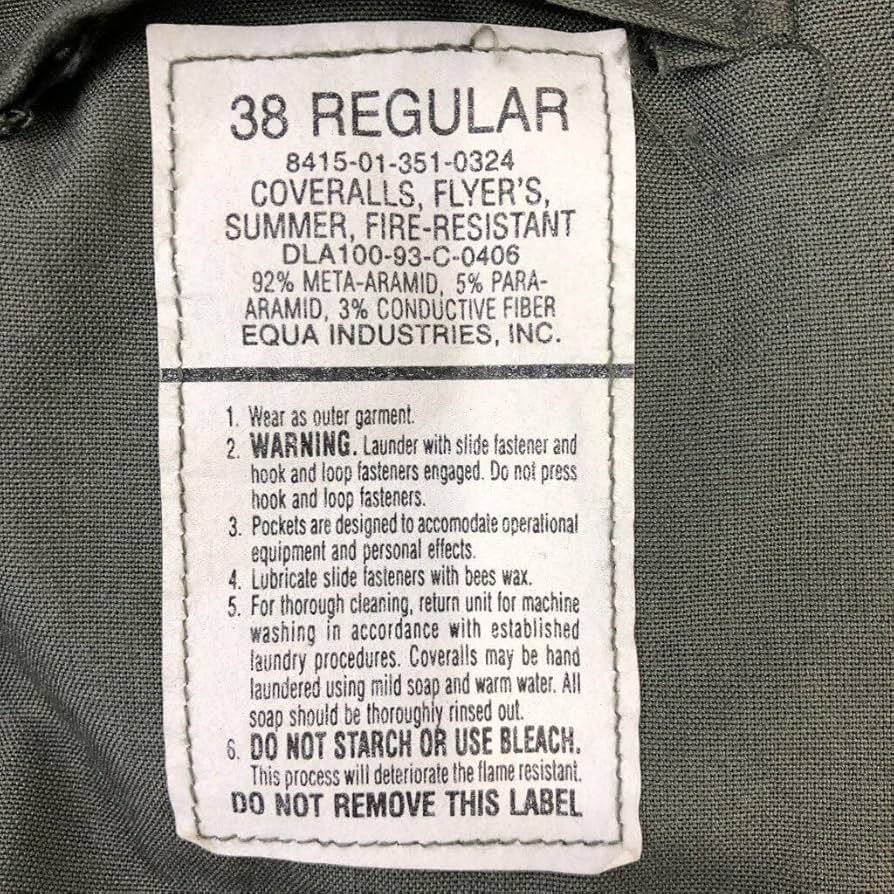 38 REGULAR
8415-01-351-0324
COVERALLS, FLYER'S,
SUMMER, FIRE-RESISTANT
DLA100-93-C-0406
92% META-ARAMID, 5% PARA-
ARAMID, 3% CONDUCTIVE FIBER
EQUA INDUSTRIES, INC.
1. Wear as outer garment.
2. WARNING. Launder with slide fastener and
hook and loop fasteners engaged. Do not press
hook and loop fasteners.
3. Pockets are designed to accomodate operational
equipment and personal effects.
4. Lubricate slide fasteners with bees wax.
5. For thorough cleaning, return unit for machine
washing in accordance with established
laundry procedures. Coveralls may be hand
laundered using mild soap and warm water. All
soap should be thoroughly rinsed out.
6. DO NOT STARCH OR USE BLEACH.
This process will deteriorate the flame resistant.
DO NOT REMOVE THIS LABEL